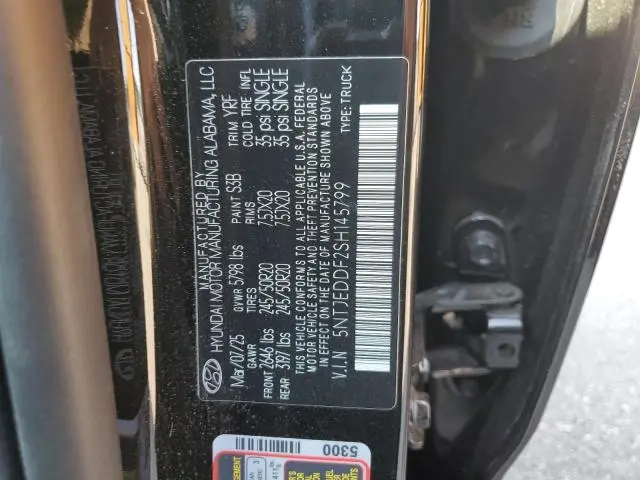 MANUFACTURED BY
HYUNDAI MOTOR MANUFACTURING ALABAMA, LLC
Mar/07/25 GVWR 5798 lbs PAINT S3B TRIM YRF
GAWR TIRES RIMS COLD TIRE INFL
FRONT 2646 lbs 245/50R20 7.5JX20 35 psi SINGLE
REAR 3197 lbs 245/50R20 7.5JX20 35 psi SINGLE
THIS VEHICLE CONFORMS TO ALL APPLICABLE U.S.A. FEDERAL
MOTOR VEHICLE SAFETY AND THEFT PREVENTION STANDARDS
IN EFFECT ON THE DATE OF MANUFACTURE SHOWN ABOVE
V.I.N 5NTJEDDF2SH145799 TYPE: TRUCK
5300